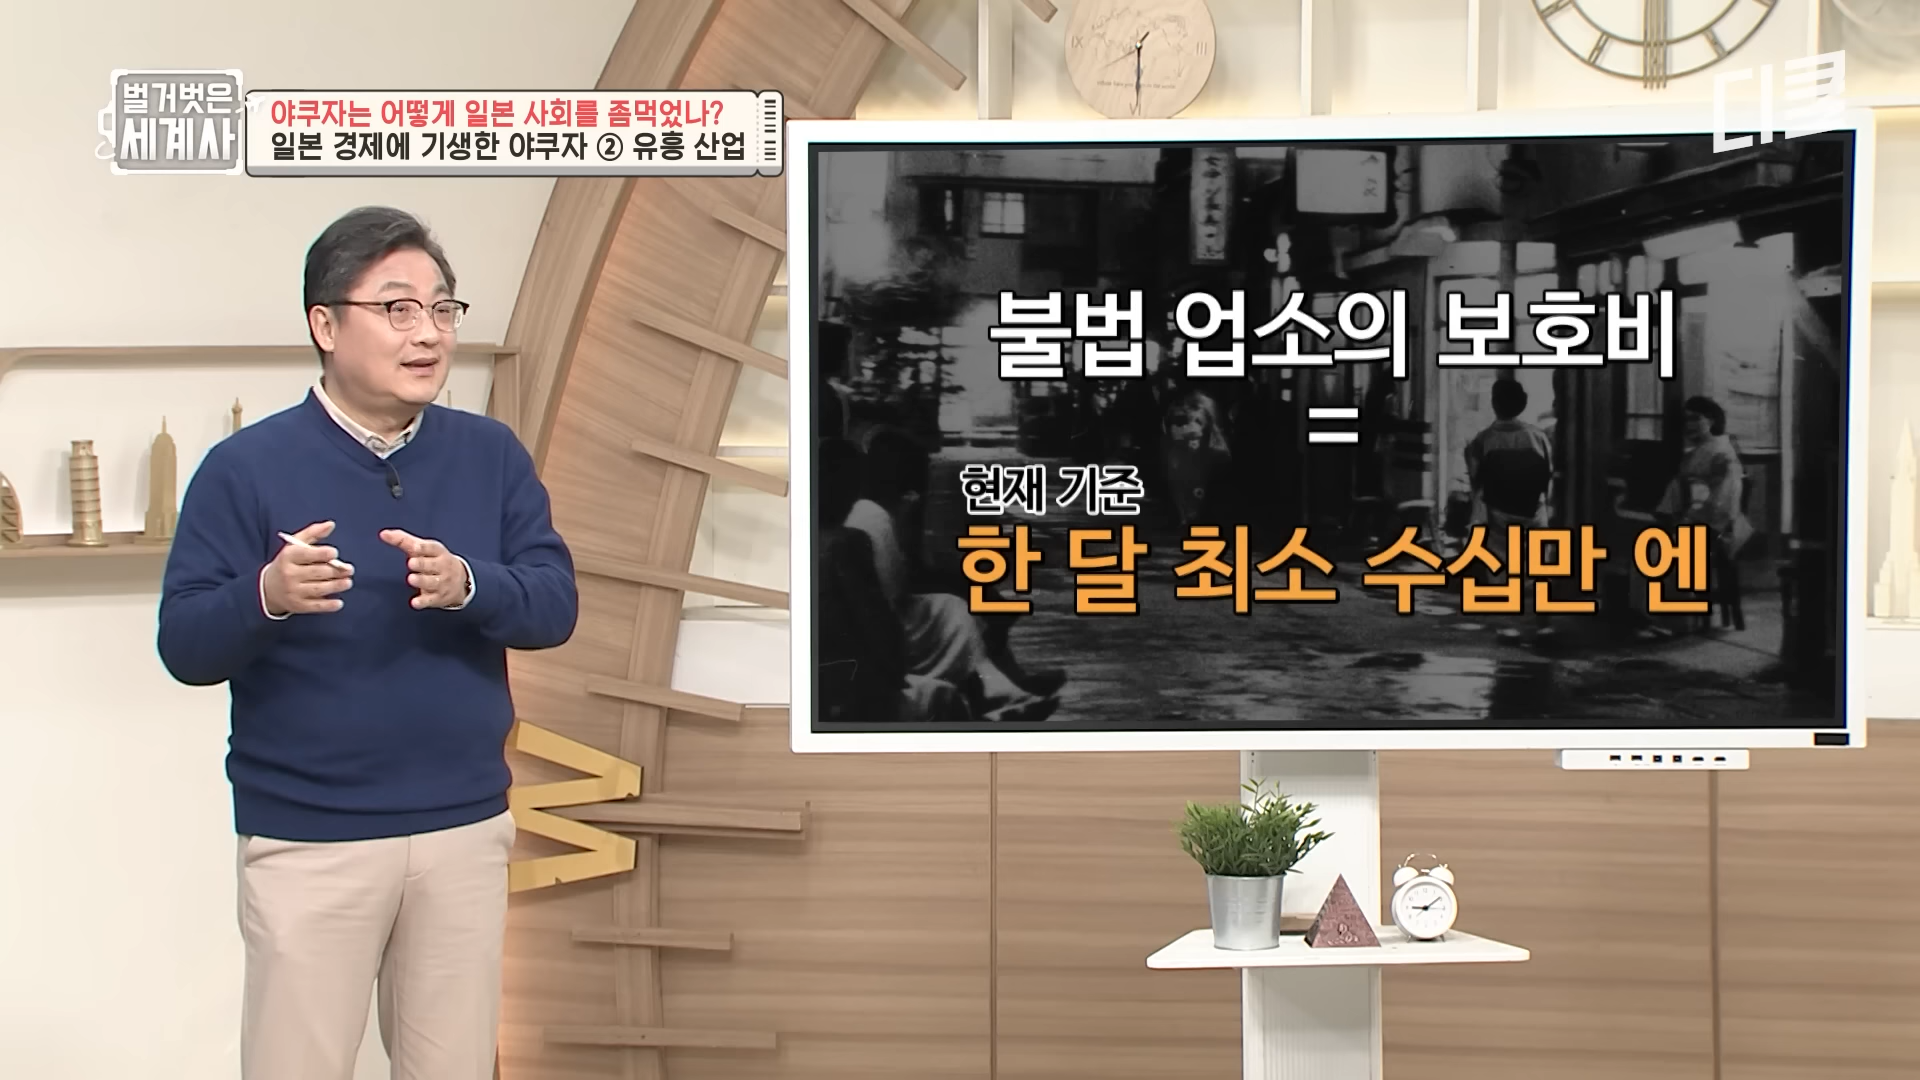 벌거벗은
세계사
야쿠자는 어떻게 일본 사회를 좀먹었나?
일본 경제에 기생한 야쿠자 ② 유흥 산업
디클
불법 업소의 보호비
=
현재 기준
한 달 최소 수십만 엔
IX
III